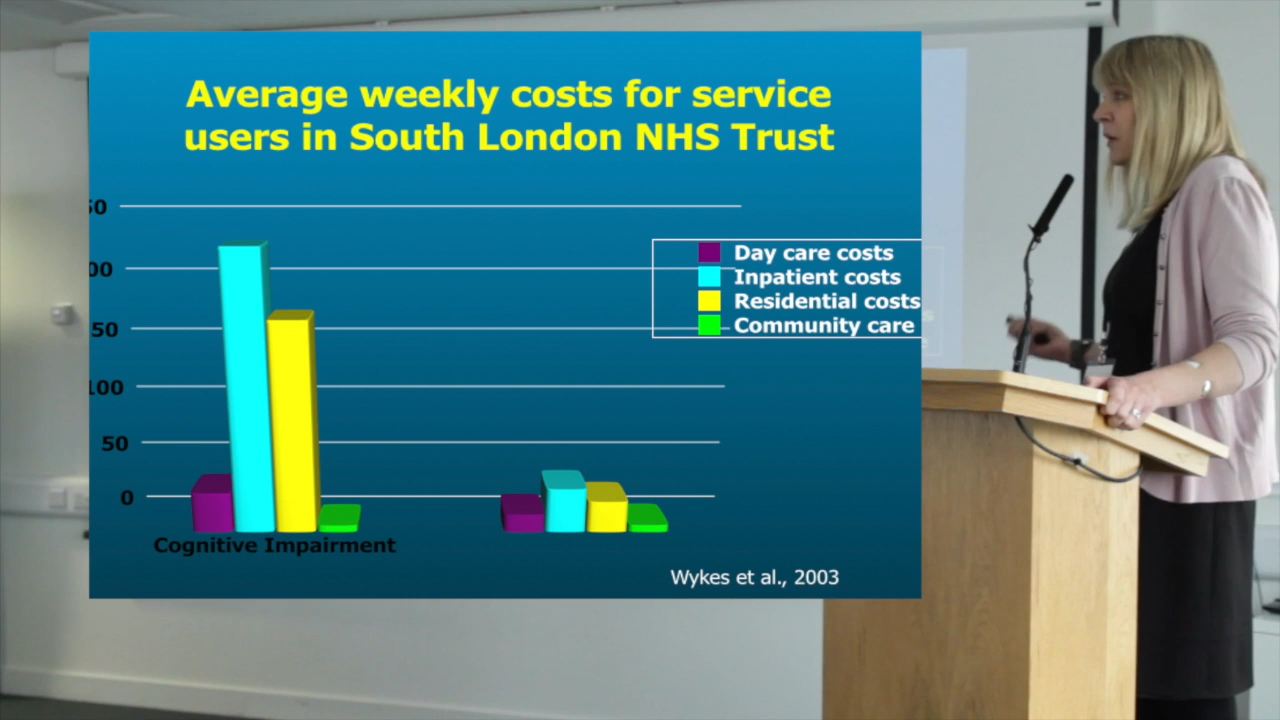 Average weekly costs for service
users in South London NHS Trust
50
00
50
100
50
0
Day care costs
Inpatient costs
Residential costs
Community care
Cognitive Impairment
Wykes et al., 2003